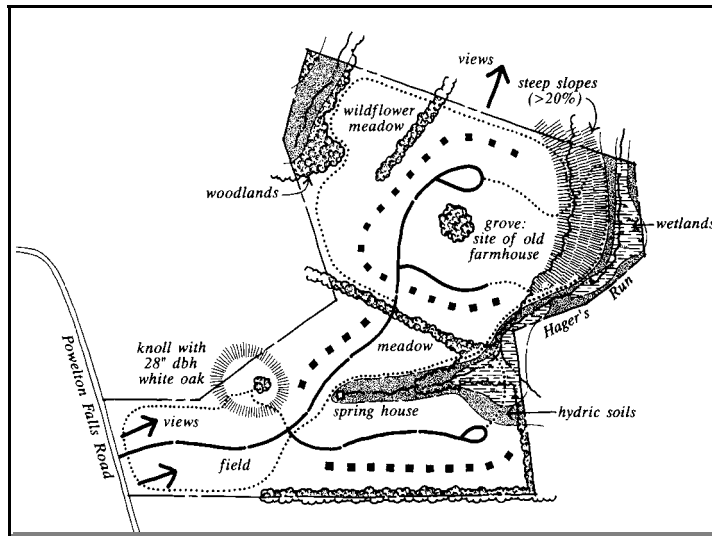 views
steep slopes
(>20%)
wildflower
meadow
woodlands
wetlands
grove:
site of old
farmhouse
Hager's Run
knoll with
28" dbh
white oak
meadow
Powelton Falls Road
views
spring house
hydric soils
field